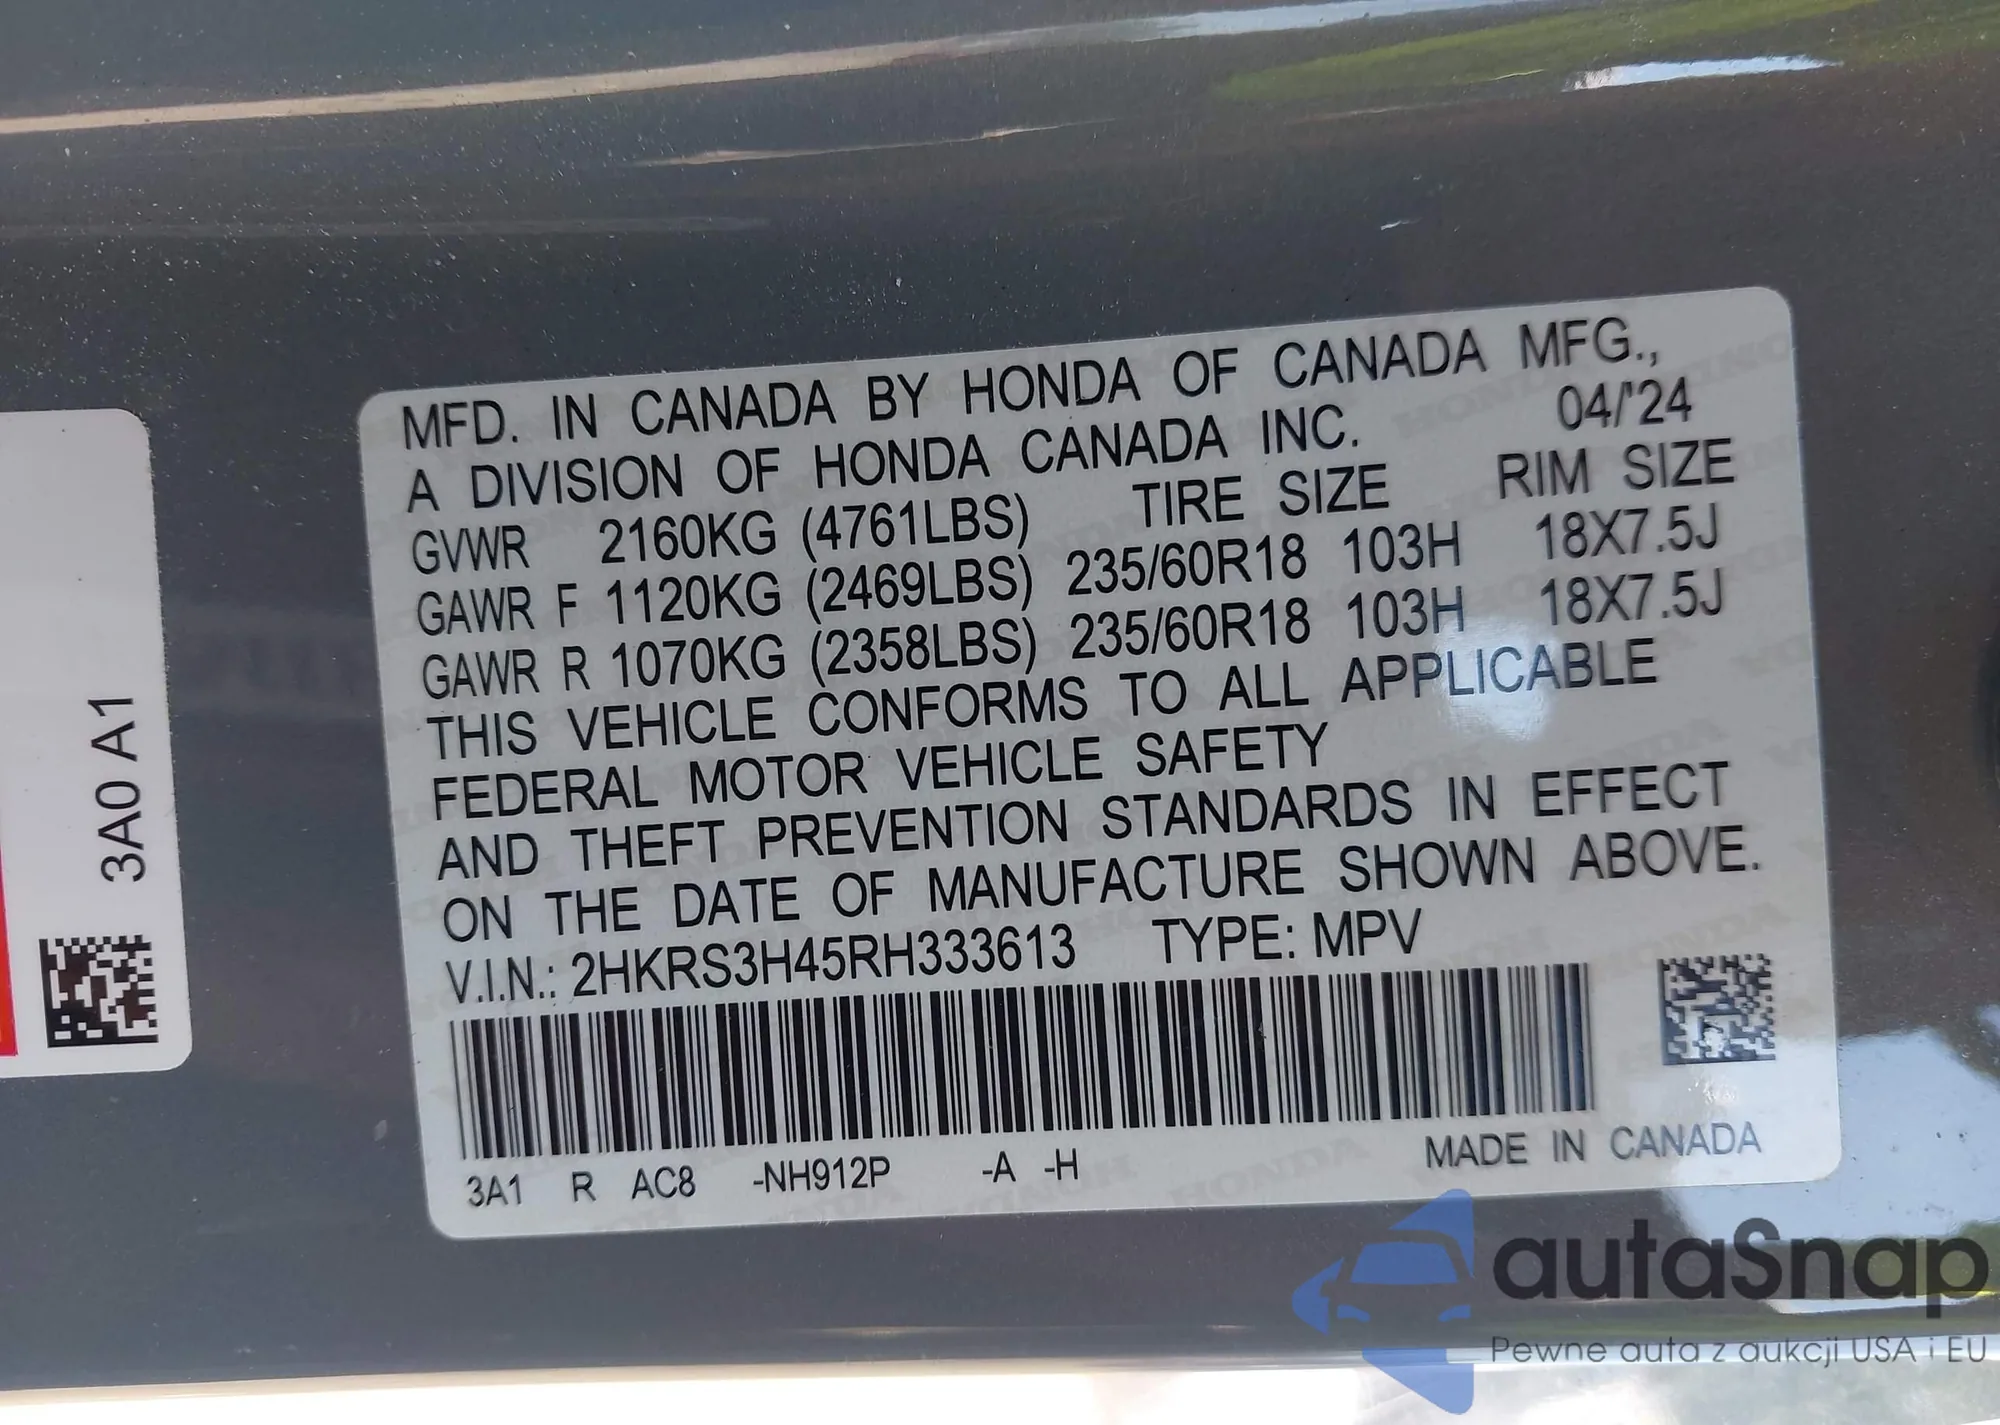 MFD. IN CANADA BY HONDA OF CANADA MFG.,
A DIVISION OF HONDA CANADA INC. 04/'24
GVWR 2160KG (4761LBS) TIRE SIZE RIM SIZE
GAWR F 1120KG (2469LBS) 235/60R18 103H 18X7.5J
GAWR R 1070KG (2358LBS) 235/60R18 103H 18X7.5J
THIS VEHICLE CONFORMS TO ALL APPLICABLE
FEDERAL MOTOR VEHICLE SAFETY
AND THEFT PREVENTION STANDARDS IN EFFECT
ON THE DATE OF MANUFACTURE SHOWN ABOVE.
V.I.N.: 2HKRS3H45RH333613 TYPE: MPV
3A1 R AC8 -NH912P -A -H MADE IN CANADA
3A0 A1
autaSnap
Pewne auta z aukcji USA i EU